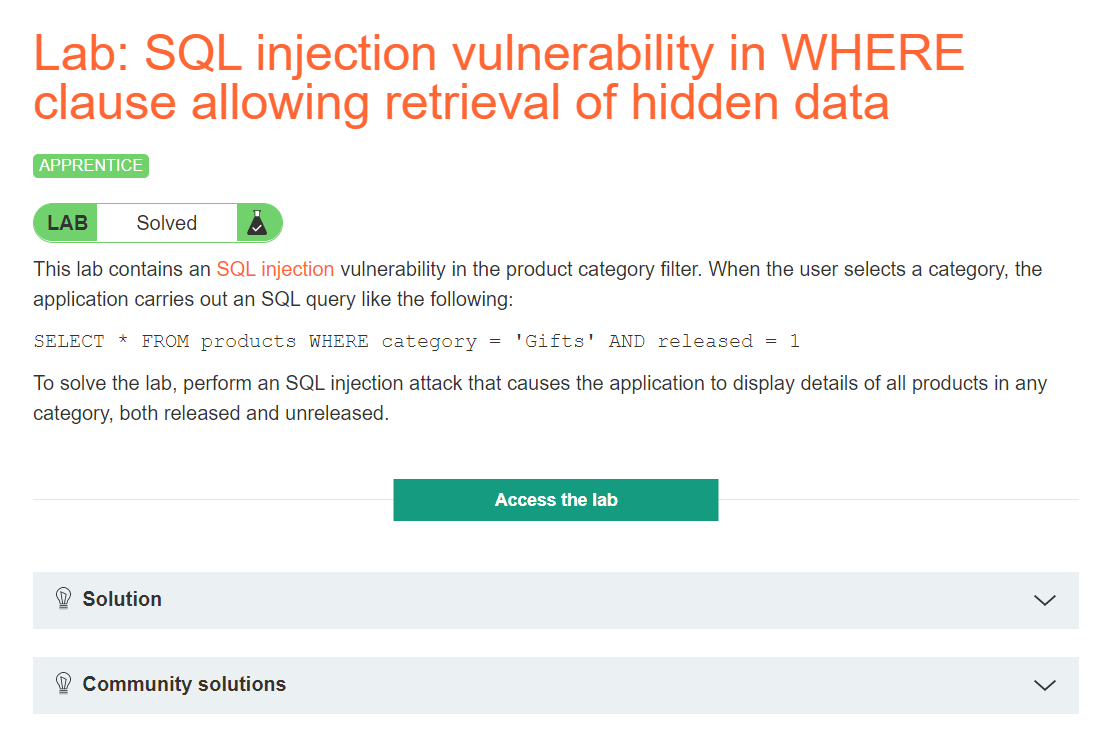 Lab: SQL injection vulnerability in WHERE
clause allowing retrieval of hidden data
APPRENTICE
LAB Solved
This lab contains an SQL injection vulnerability in the product category filter. When the user selects a category, the
application carries out an SQL query like the following:
SELECT * FROM products WHERE category = 'Gifts' AND released = 1
To solve the lab, perform an SQL injection attack that causes the application to display details of all products in any
category, both released and unreleased.
Access the lab
Solution
Community solutions